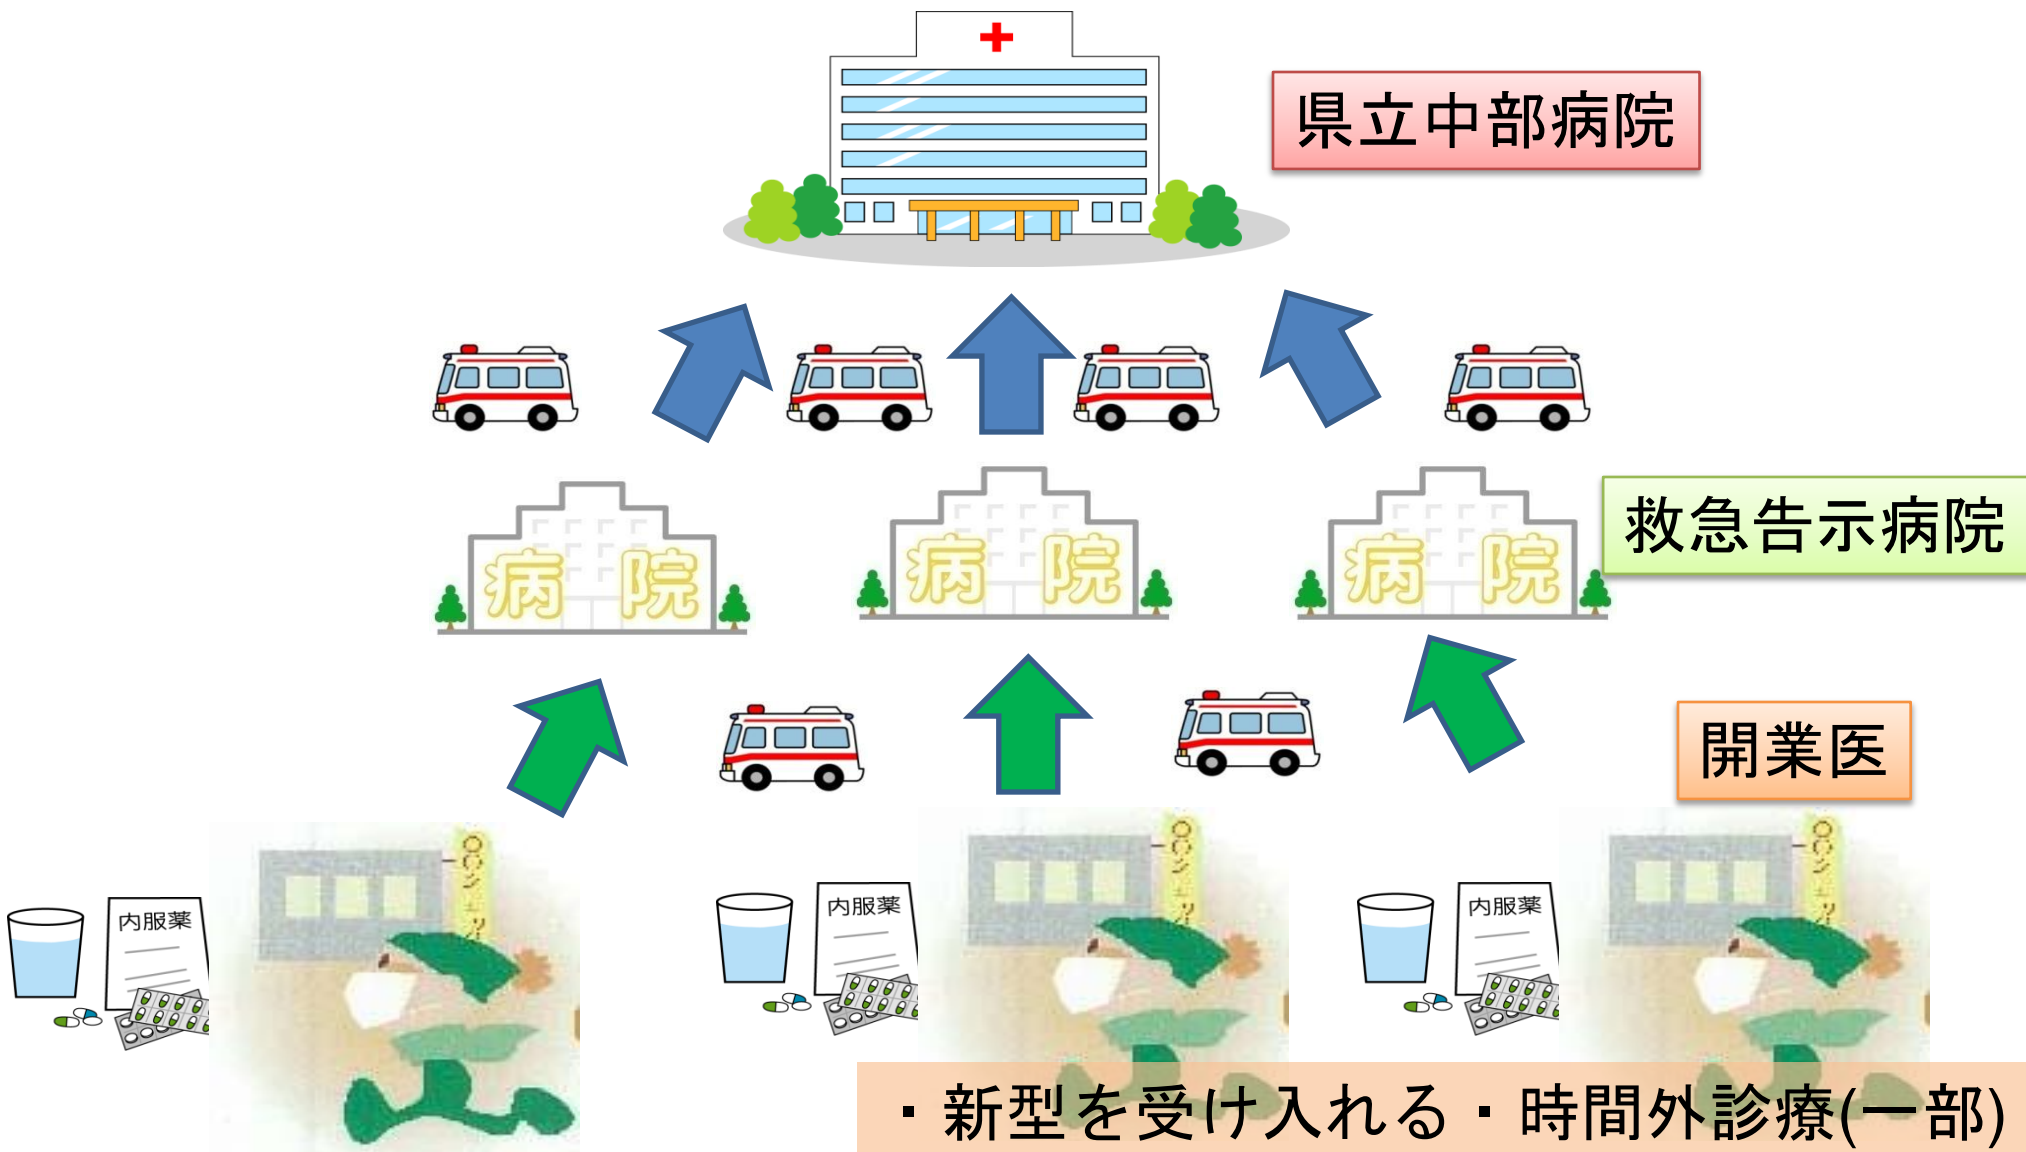 県立中部病院
病院
病院
病院
救急告示病院
開業医
内服薬
内服薬
内服薬
・新型を受け入れる・時間外診療(一部)